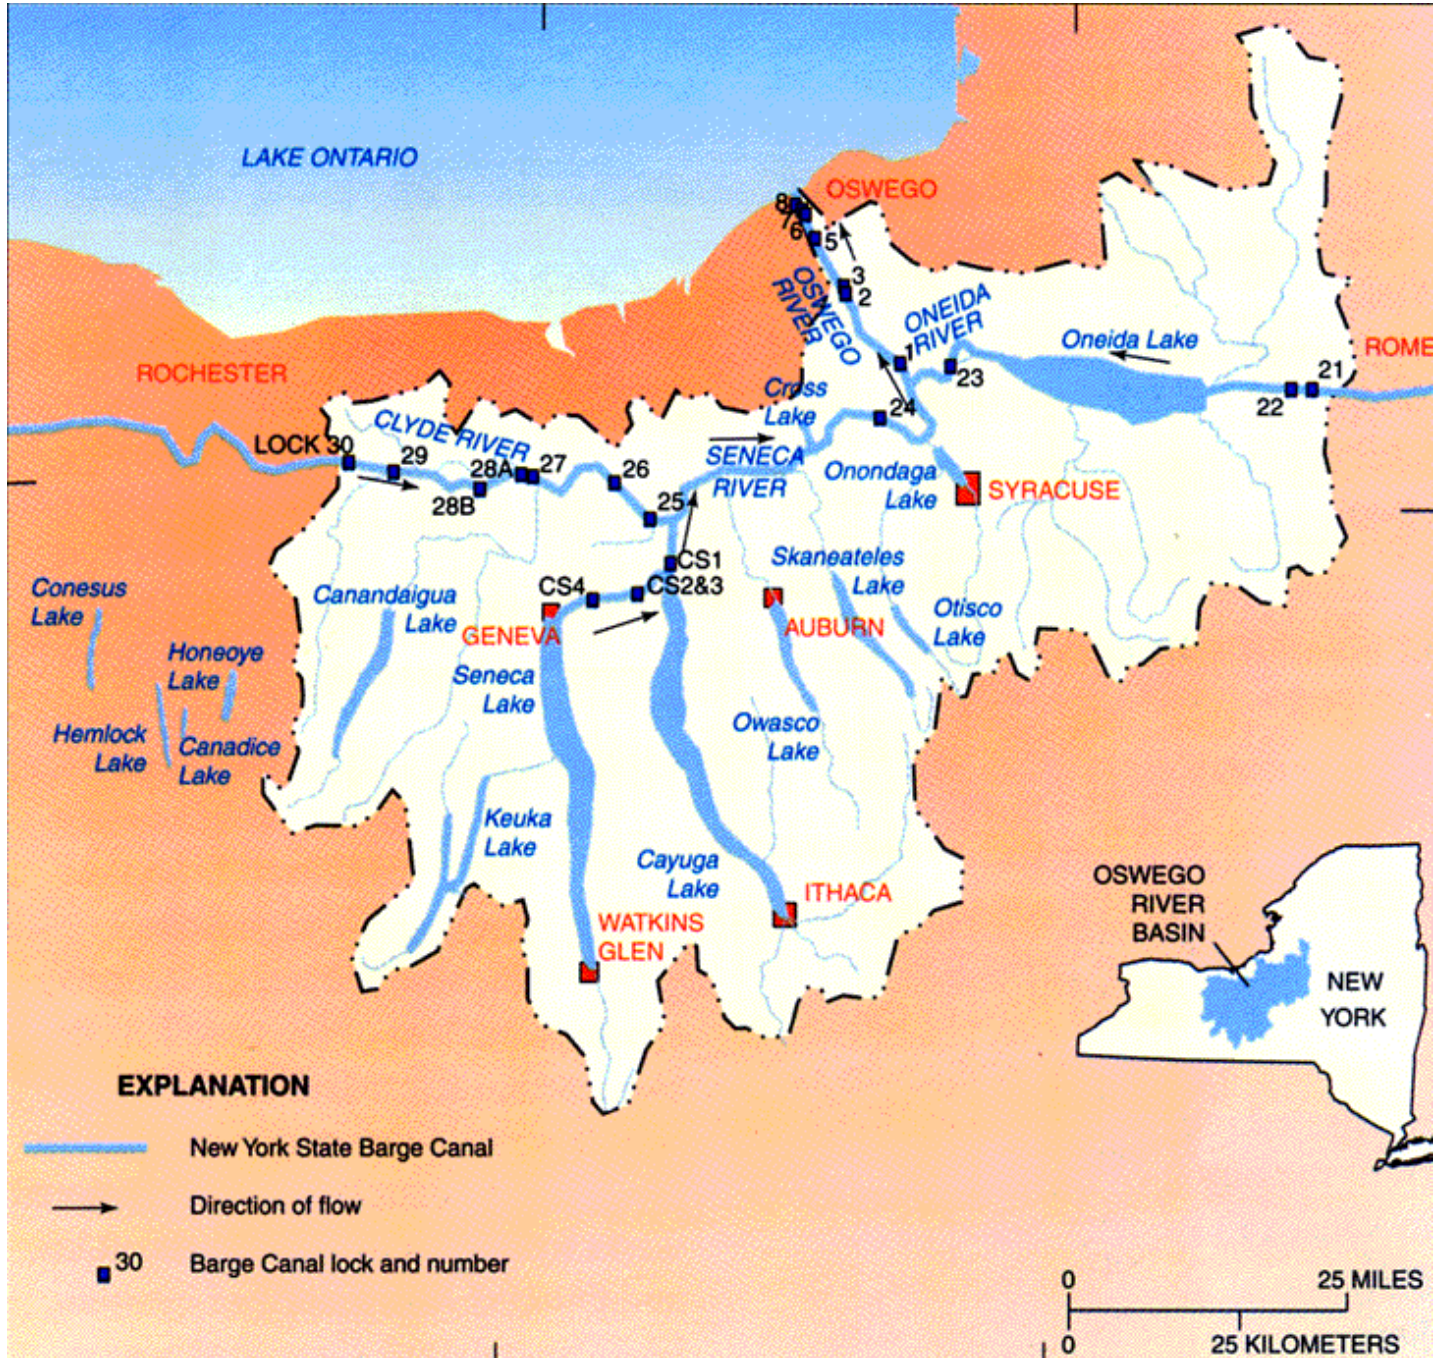 LAKE ONTARIO
OSWEGO
8
7
6
5
3
2
OSWEGO
RIVER
ONEIDA
RIVER
1
23
Oneida Lake
ROME
21
22
ROCHESTER
Cross
Lake
24
CLYDE RIVER
LOCK 30
29
28A
27
28B
26
25
SENECA
RIVER
Onondaga
Lake
SYRACUSE
CS1
CS4
CS2&3
Skaneateles
Lake
Conesus
Lake
Canandaigua
Lake
GENEVA
AUBURN
Otisco
Lake
Honeoye
Lake
Seneca
Lake
Hemlock
Lake
Canadice
Lake
Owasco
Lake
Keuka
Lake
Cayuga
Lake
ITHACA
WATKINS
GLEN
OSWEGO
RIVER
BASIN
NEW
YORK
EXPLANATION
New York State Barge Canal
Direction of flow
30
Barge Canal lock and number
0 25 MILES
0 25 KILOMETERS